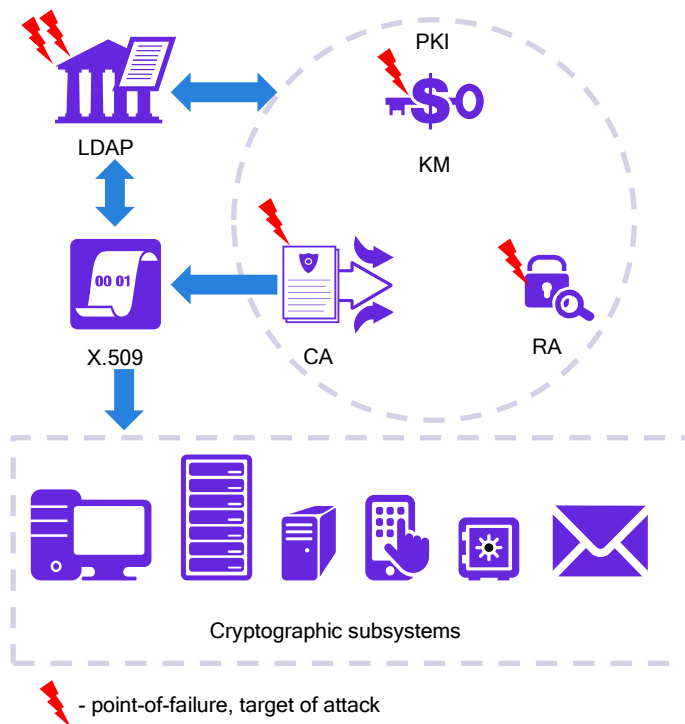 PKI
LDAP
$
KM
00 01
X.509
CA
RA
Cryptographic subsystems
- point-of-failure, target of attack